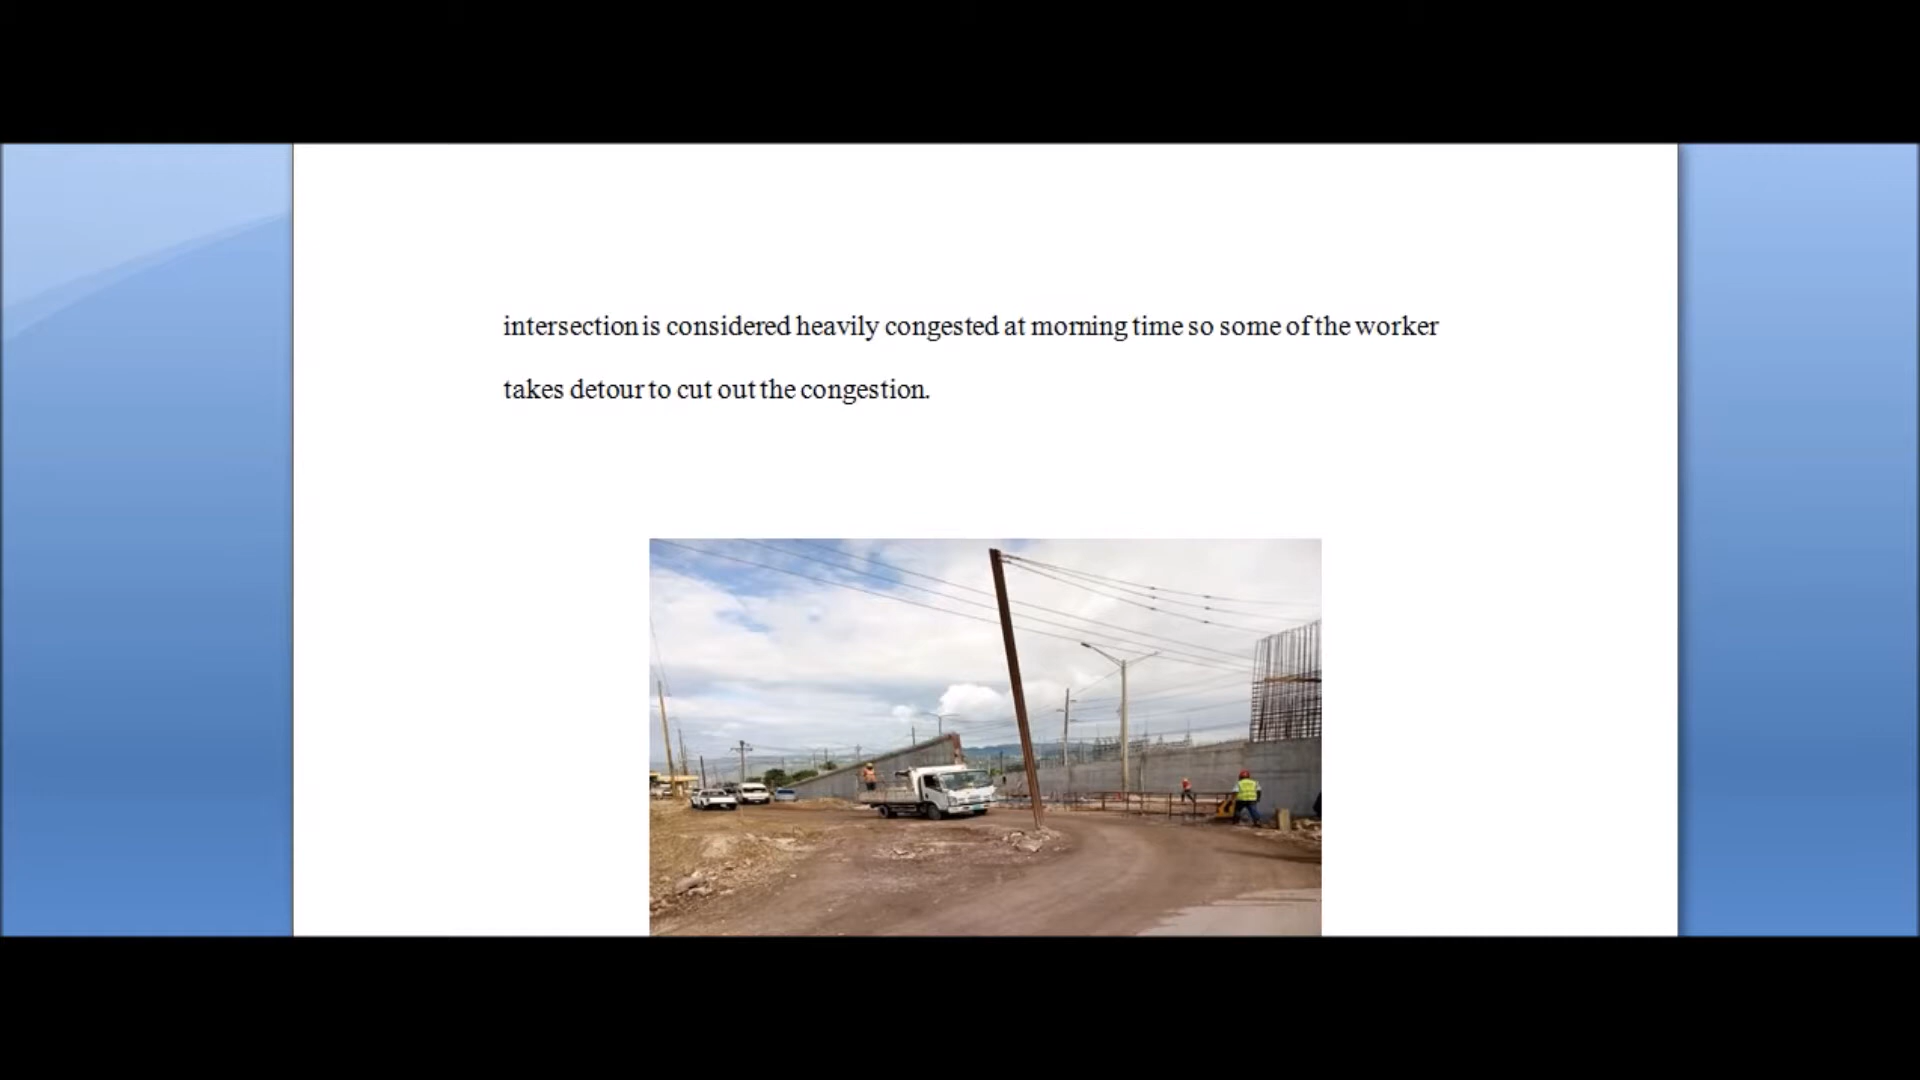 intersection is considered heavily congested at morning time so some of the worker
takes detour to cut out the congestion.